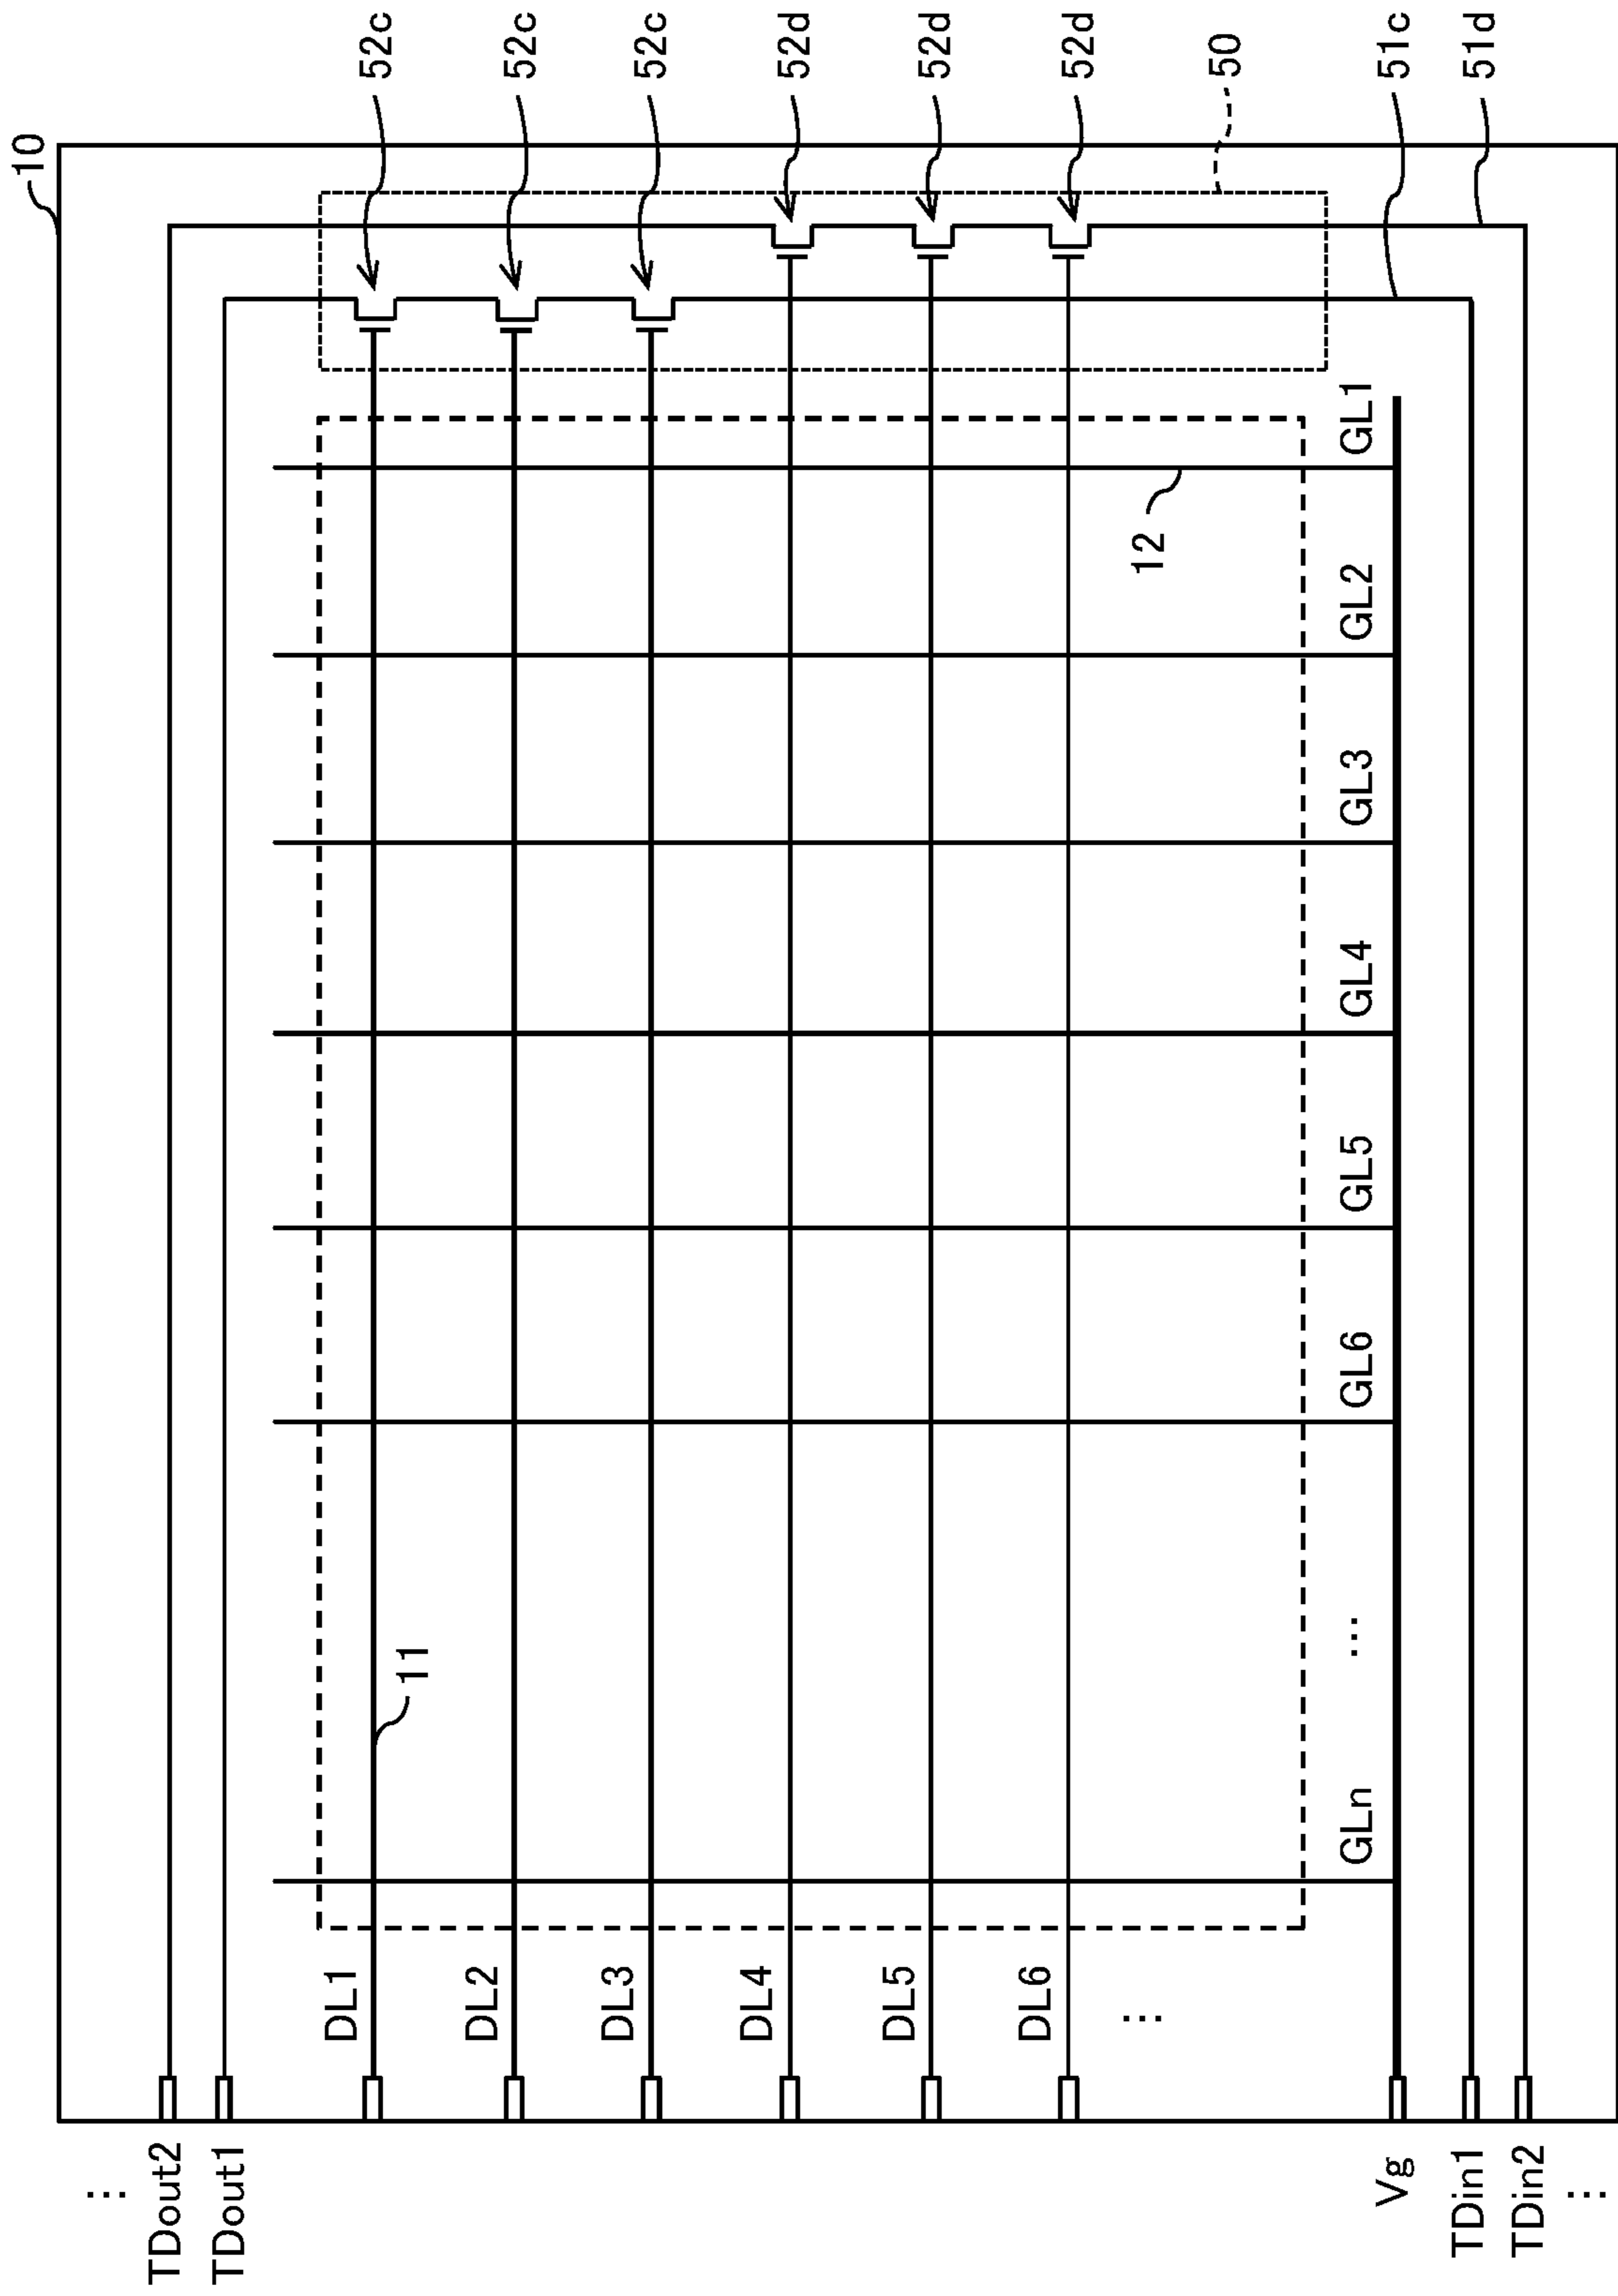 10
52c
52c
52c
52d
52d
52d
50
51c
51d
GL1
12
GL2
GL3
GL4
GL5
GL6
11
...
GLn
DL1
DL2
DL3
DL4
DL5
DL6
...
...
TDout2
TDout1
Vg
TDin1
TDin2
...